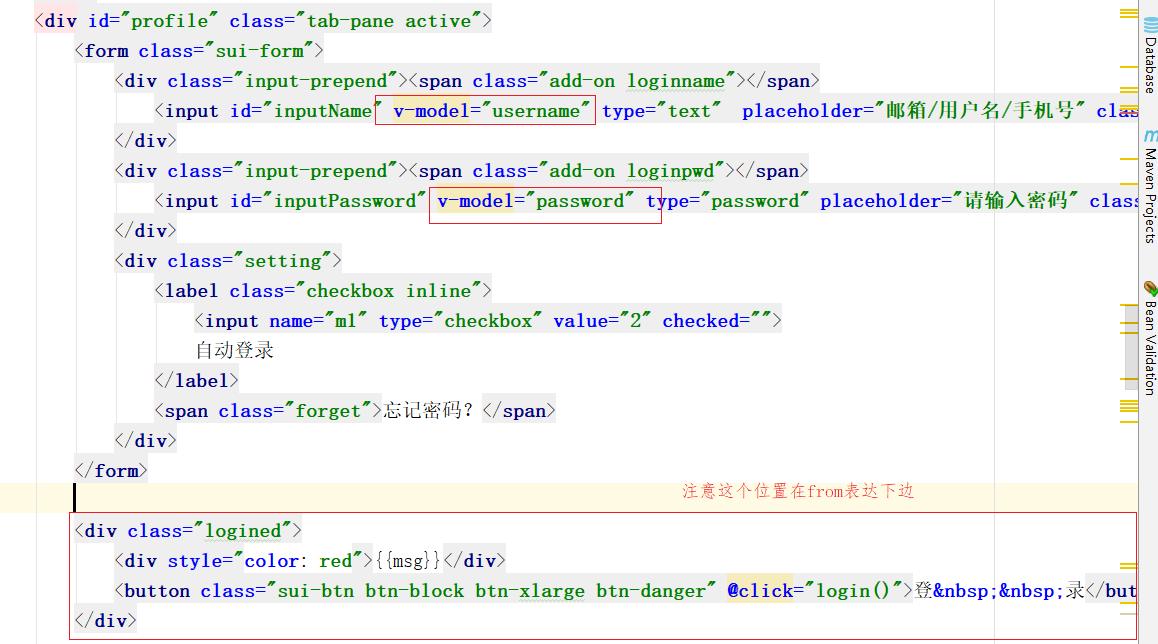 <div id="profile" class="tab-pane active">
<form class="sui-form">
<div class="input-prepend"><span class="add-on loginname"></span>
<input id="inputName" v-model="username" type="text" placeholder="邮箱/用户名/手机号" clas
</div>
<div class="input-prepend"><span class="add-on loginpwd"></span>
<input id="inputPassword" v-model="password" type="password" placeholder="请输入密码" class
</div>
<div class="setting">
<label class="checkbox inline">
<input name="m1" type="checkbox" value="2" checked="">
自动登录
</label>
<span class="forget">忘记密码？</span>
</div>
</form>
注意这个位置在from表达下边
<div class="logined">
<div style="color: red">{{msg}}</div>
<button class="sui-btn btn-block btn-xlarge btn-danger" @click="login()">登&nbsp;&nbsp;录</but
</div>
Database
Maven Projects
Bean Validation